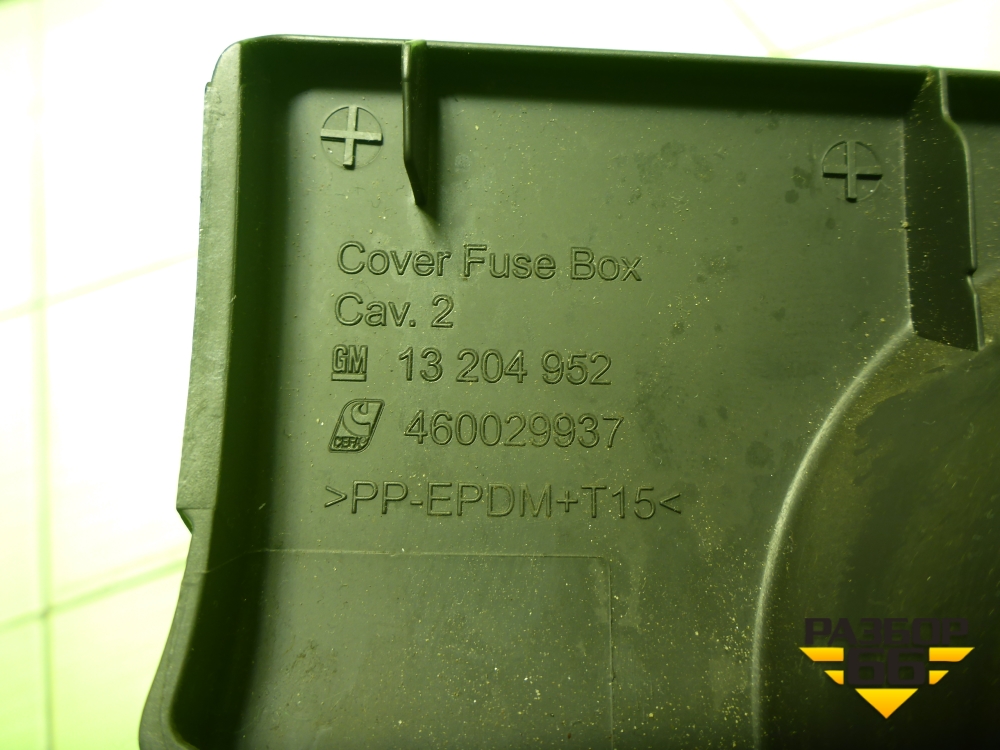 Cover Fuse Box
Cav. 2
GM 13 204 952
460029937
>PP-EPDM+T15<
РАЗБОР
66